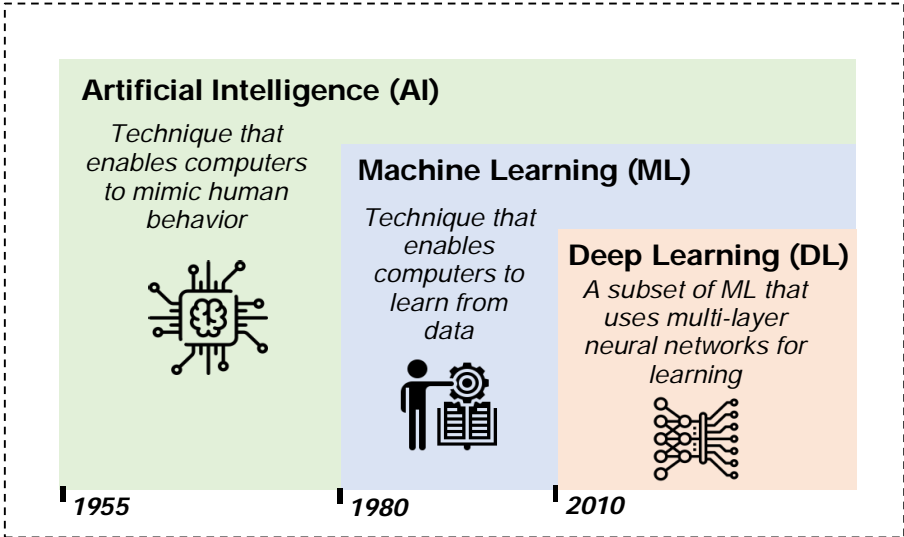 Artificial Intelligence (AI)
Technique that
enables computers
to mimic human
behavior
Machine Learning (ML)
Technique that
enables
computers to
learn from
data
Deep Learning (DL)
A subset of ML that
uses multi-layer
neural networks for
learning
1955
1980
2010